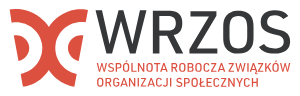 WRZOS
WSPÓLNOTA ROBOCZA ZWIĄZKÓW
ORGANIZACJI SPOŁECZNYCH